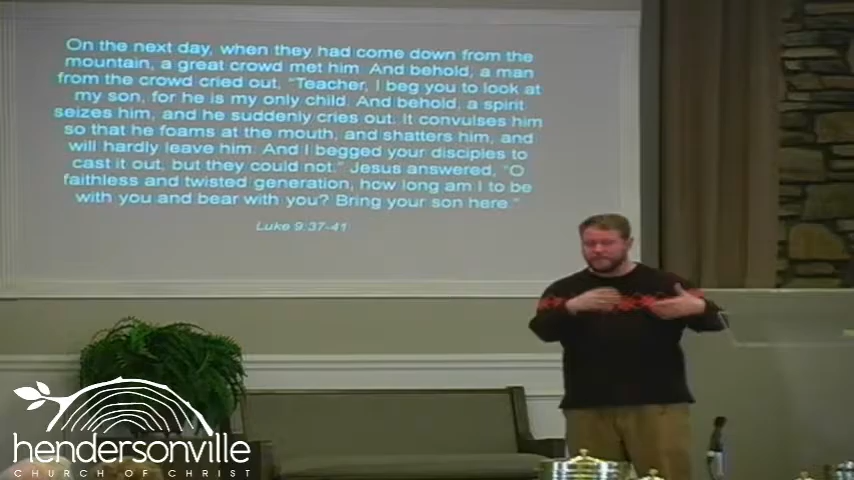 On the next day, when they had come down from the
mountain, a great crowd met him. And behold, a man
from the crowd cried out, "Teacher, I beg you to look at
my son, for he is my only child. And behold, a spirit
seizes him, and he suddenly cries out. It convulses him
so that he foams at the mouth, and shatters him, and
will hardly leave him. And I begged your disciples to
cast it out, but they could not." Jesus answered, "O
faithless and twisted generation, how long am I to be
with you and bear with you? Bring your son here."
Luke 9:37-41
hendersonville
CHURCH OF CHRIST